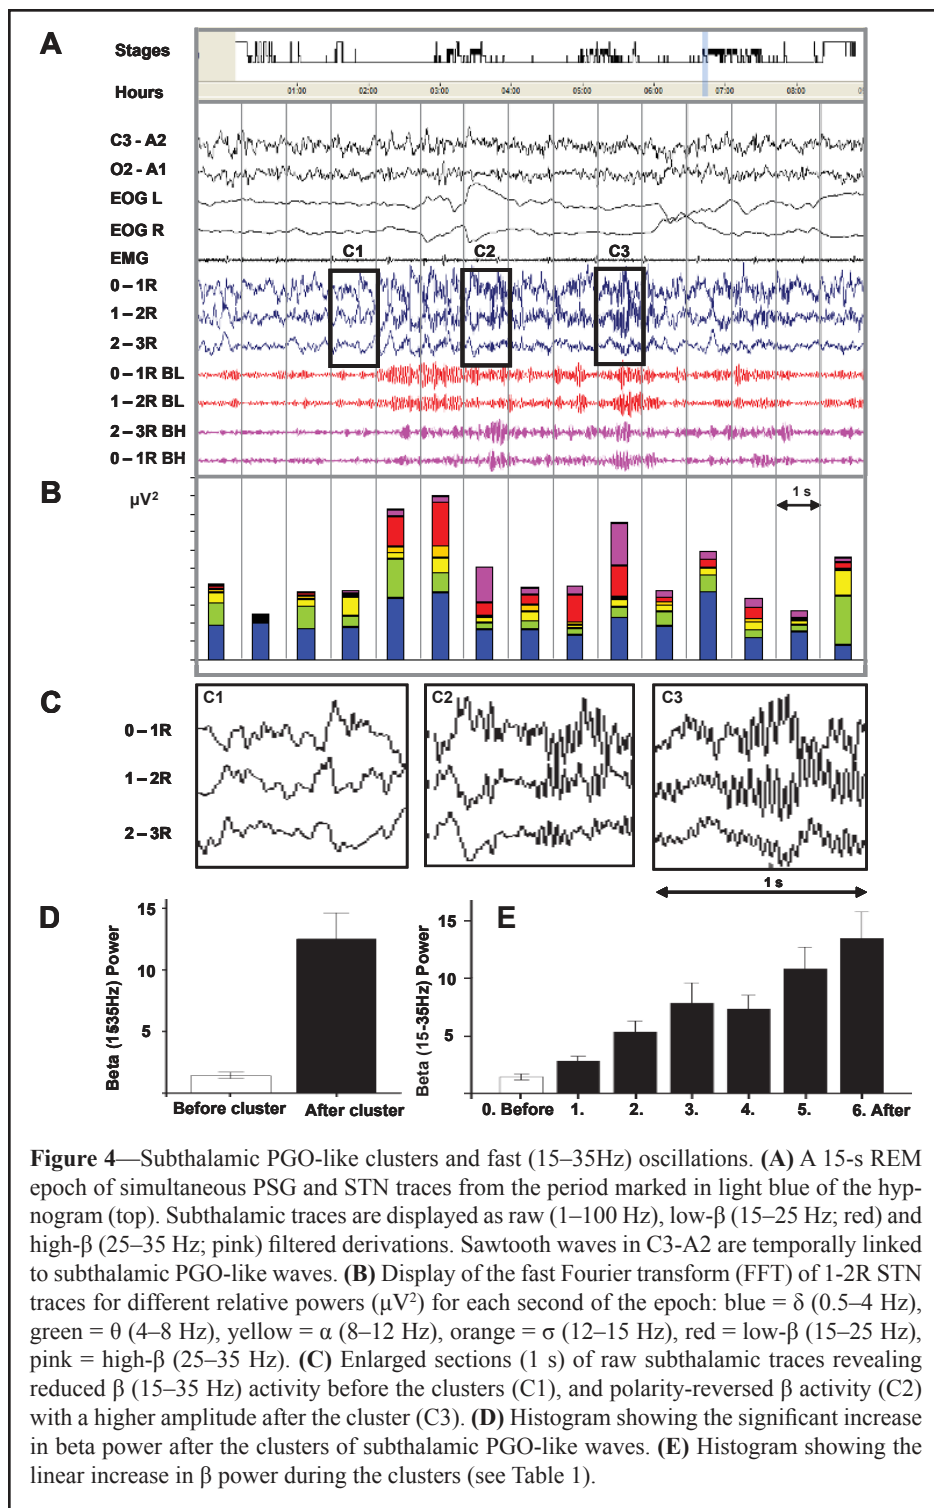 A
Stages
Hours
01:00 02:00 03:00 04:00 05:00 06:00 07:00 08:00
C3 - A2
O2 - A1
EOG L
EOG R
EMG
C1 C2 C3
0 – 1R
1 – 2R
2 – 3R
0 – 1R BL
1 – 2R BL
2 – 3R BH
0 – 1R BH
B
µV²
1 s
C
C1 C2 C3
0 – 1R
1 – 2R
2 – 3R
1 s
D
Beta (1535Hz) Power
15
10
5
Before cluster After cluster
E
Beta (15-35Hz) Power
15
10
5
0. Before 1. 2. 3. 4. 5. 6. After
Figure 4—Subthalamic PGO-like clusters and fast (15–35Hz) oscillations. (A) A 15-s REM
epoch of simultaneous PSG and STN traces from the period marked in light blue of the hyp-
nogram (top). Subthalamic traces are displayed as raw (1–100 Hz), low-β (15–25 Hz; red) and
high-β (25–35 Hz; pink) filtered derivations. Sawtooth waves in C3-A2 are temporally linked
to subthalamic PGO-like waves. (B) Display of the fast Fourier transform (FFT) of 1-2R STN
traces for different relative powers (µV²) for each second of the epoch: blue = δ (0.5–4 Hz),
green = θ (4–8 Hz), yellow = α (8–12 Hz), orange = σ (12–15 Hz), red = low-β (15–25 Hz),
pink = high-β (25–35 Hz). (C) Enlarged sections (1 s) of raw subthalamic traces revealing
reduced β (15–35 Hz) activity before the clusters (C1), and polarity-reversed β activity (C2)
with a higher amplitude after the cluster (C3). (D) Histogram showing the significant increase
in beta power after the clusters of subthalamic PGO-like waves. (E) Histogram showing the
linear increase in β power during the clusters (see Table 1).